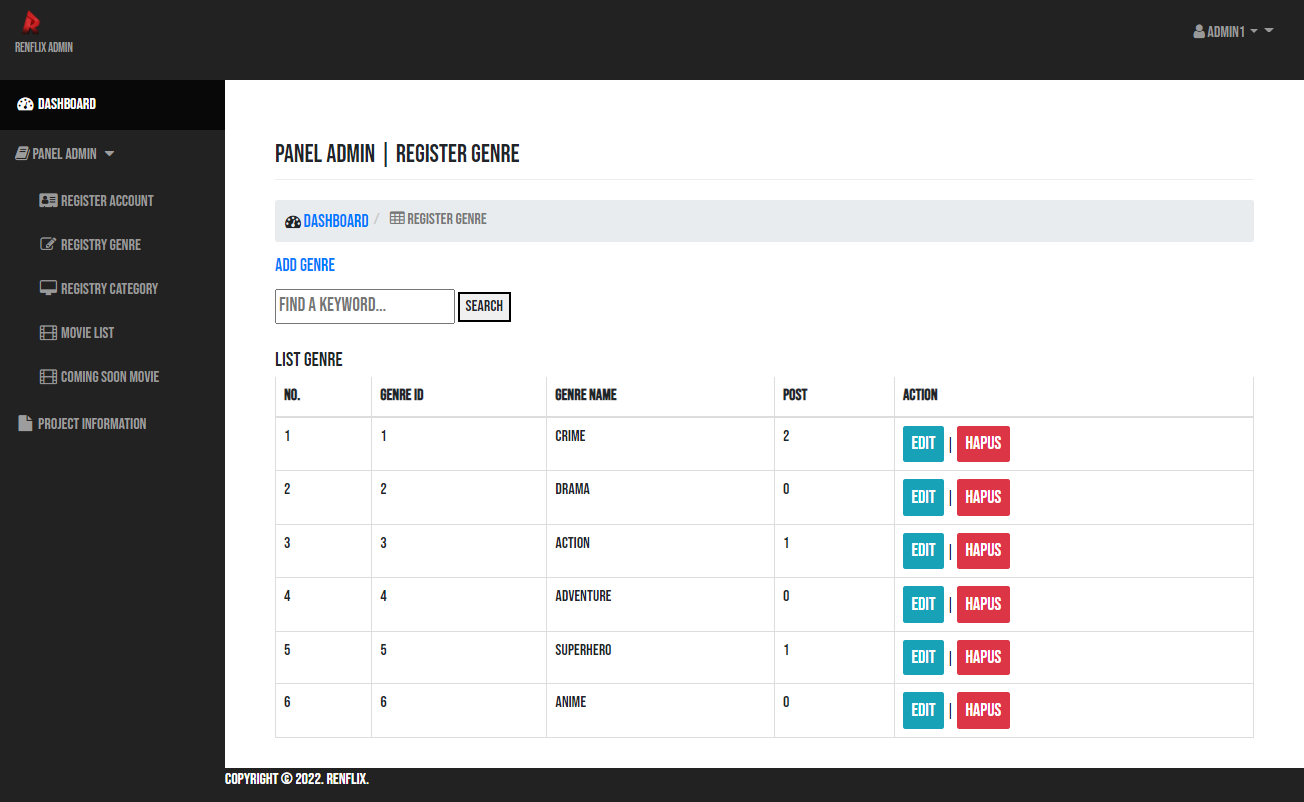 RENFLIX ADMIN
ADMIN1
DASHBOARD
PANEL ADMIN
REGISTER ACCOUNT
REGISTRY GENRE
REGISTRY CATEGORY
MOVIE LIST
COMING SOON MOVIE
PROJECT INFORMATION
PANEL ADMIN | REGISTER GENRE
DASHBOARD / REGISTER GENRE
ADD GENRE
FIND A KEYWORD... SEARCH
LIST GENRE
NO. GENRE ID GENRE NAME POST ACTION
1 1 CRIME 2 EDIT | HAPUS
2 2 DRAMA 0 EDIT | HAPUS
3 3 ACTION 1 EDIT | HAPUS
4 4 ADVENTURE 0 EDIT | HAPUS
5 5 SUPERHERO 1 EDIT | HAPUS
6 6 ANIME 0 EDIT | HAPUS
COPYRIGHT © 2022. RENFLIX.